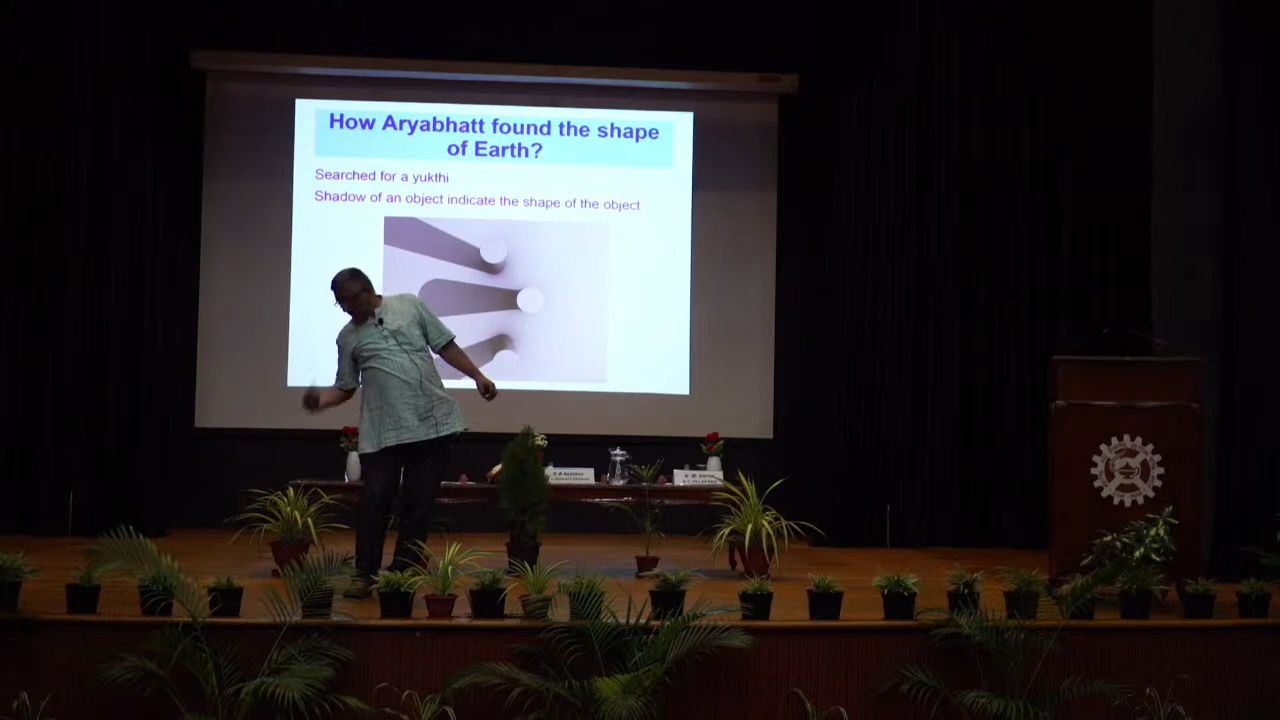 How Aryabhatt found the shape
of Earth?
Searched for a yukthi
Shadow of an object indicate the shape of the object